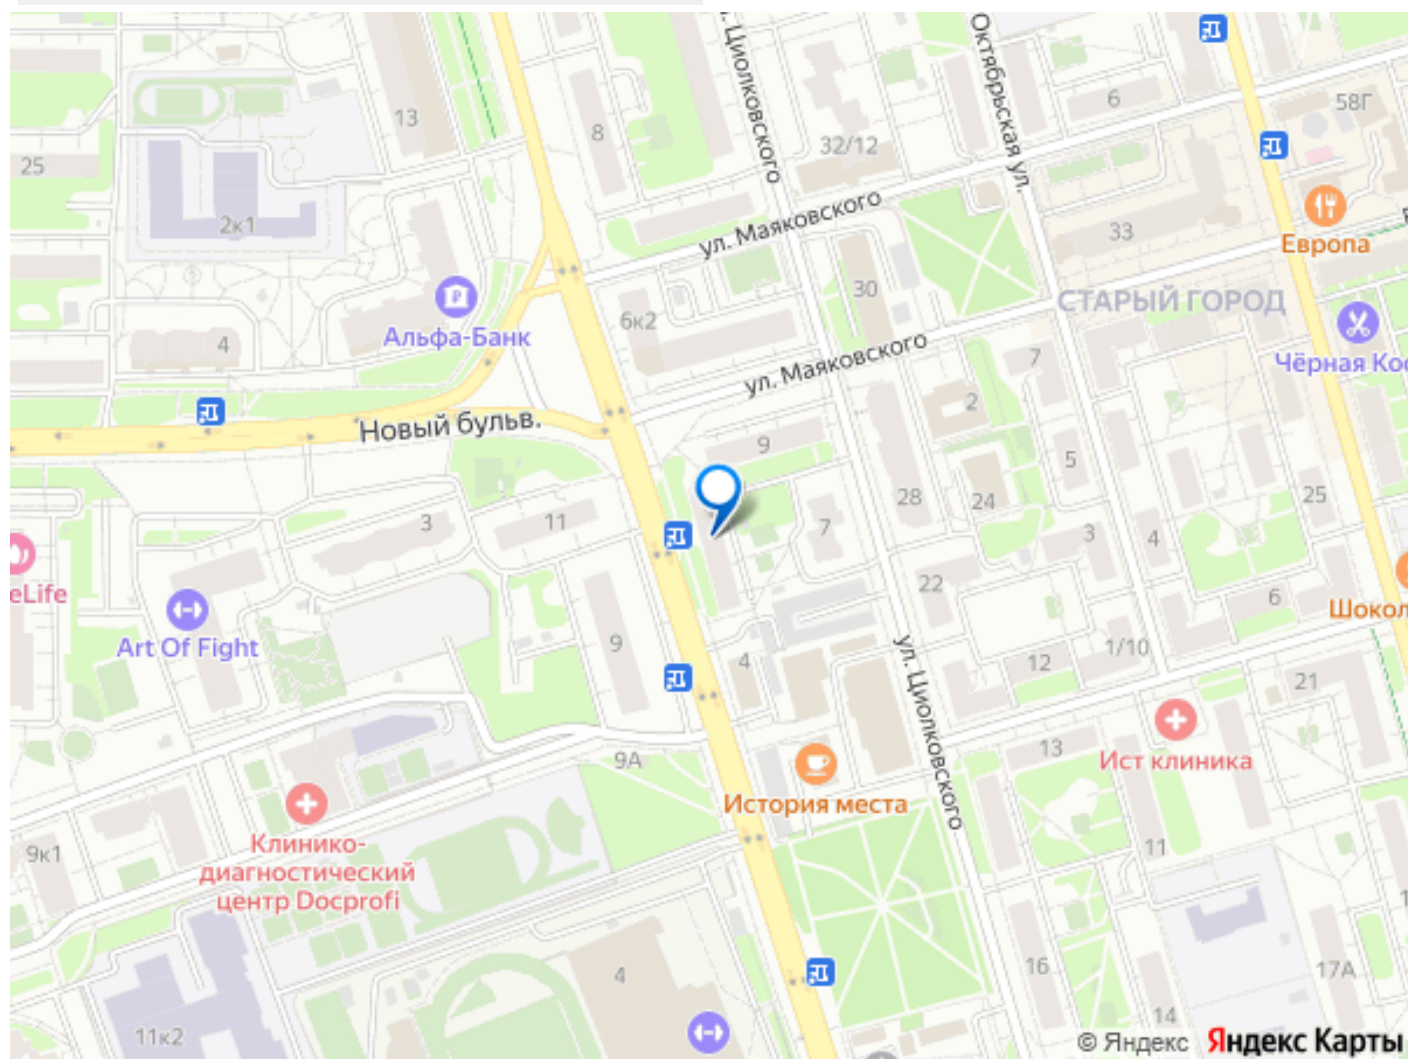 ул. Циолковского
Октябрьская ул.
6
58Г
13
8
32/12
25
2к1
ул. Маяковского
33
Европа
30
СТАРЫЙ ГОРОД
Альфа-Банк
6к2
4
7
Чёрная Кос
ул. Маяковского
2
Новый бульв.
9
5
28
24
25
3
11
7
3
4
eLife
22
6
Шокол
Art Of Fight
9
1/10
4
12
ул. Циолковского
21
13
Ист клиника
9А
История места
Клинико-
диагностический
центр Docprofi
9к1
11
16
17А
4
14
11к2
© Яндекс Яндекс Карты